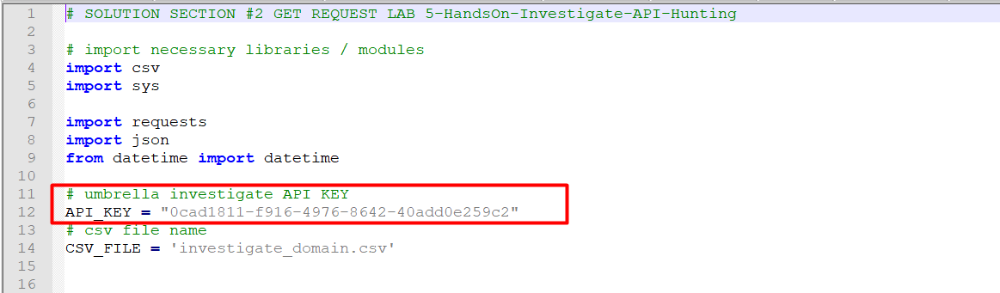 1 # SOLUTION SECTION #2 GET REQUEST LAB 5-HandsOn-Investigate-API-Hunting
2
3 # import necessary libraries / modules
4 import csv
5 import sys
6
7 import requests
8 import json
9 from datetime import datetime
10
11 # umbrella investigate API KEY
12 API_KEY = "0cad1811-f916-4976-8642-40add0e259c2"
13 # csv file name
14 CSV_FILE = 'investigate_domain.csv'
15
16